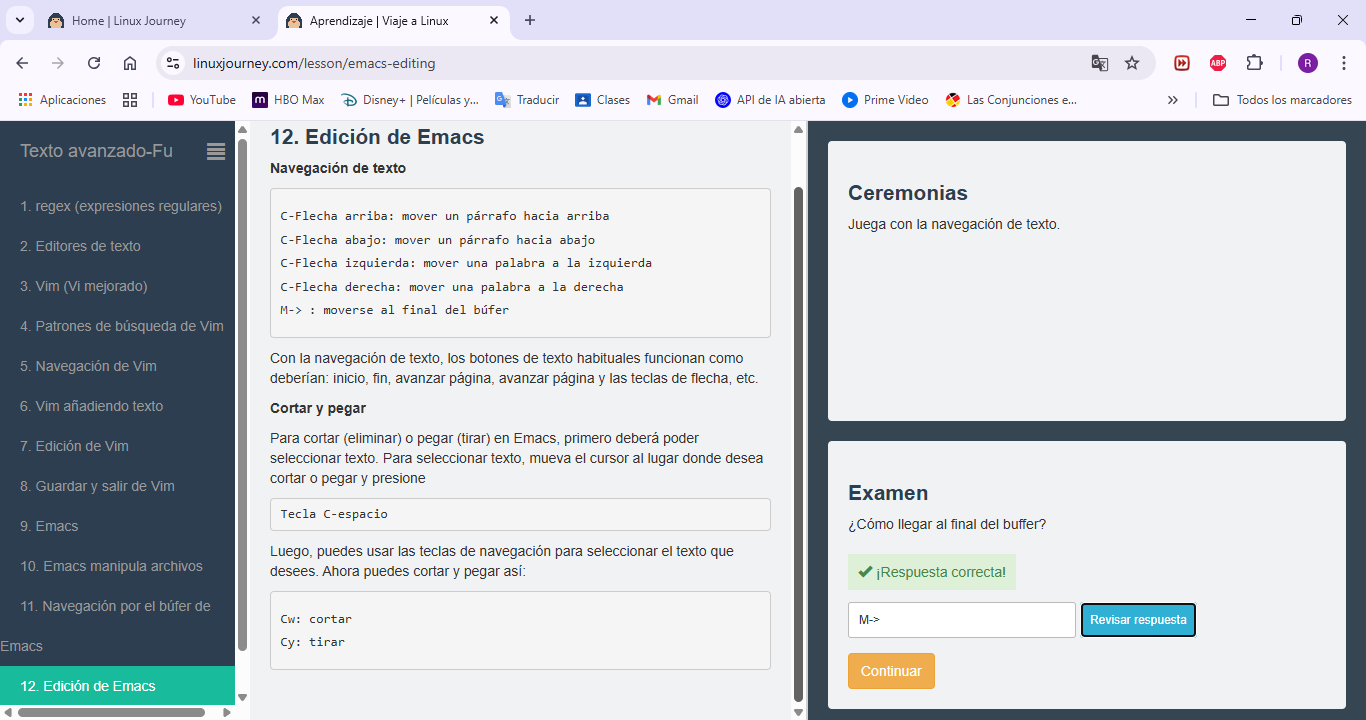 Home | Linux Journey
Aprendizaje | Viaje a Linux
linuxjourney.com/lesson/emacs-editing
ABP
R
Aplicaciones
YouTube
HBO Max
Disney+ | Películas y...
Traducir
Clases
Gmail
API de IA abierta
Prime Video
Las Conjunciones e...
Todos los marcadores
Texto avanzado-Fu
1. regex (expresiones regulares)
2. Editores de texto
3. Vim (Vi mejorado)
4. Patrones de búsqueda de Vim
5. Navegación de Vim
6. Vim añadiendo texto
7. Edición de Vim
8. Guardar y salir de Vim
9. Emacs
10. Emacs manipula archivos
11. Navegación por el búfer de
Emacs
12. Edición de Emacs
12. Edición de Emacs
Navegación de texto
C-Flecha arriba: mover un párrafo hacia arriba
C-Flecha abajo: mover un párrafo hacia abajo
C-Flecha izquierda: mover una palabra a la izquierda
C-Flecha derecha: mover una palabra a la derecha
M-> : moverse al final del búfer
Con la navegación de texto, los botones de texto habituales funcionan como
deberían: inicio, fin, avanzar página, avanzar página y las teclas de flecha, etc.
Cortar y pegar
Para cortar (eliminar) o pegar (tirar) en Emacs, primero deberá poder
seleccionar texto. Para seleccionar texto, mueva el cursor al lugar donde desea
cortar o pegar y presione
Tecla C-espacio
Luego, puedes usar las teclas de navegación para seleccionar el texto que
desees. Ahora puedes cortar y pegar así:
Cw: cortar
Cy: tirar
Ceremonias
Juega con la navegación de texto.
Examen
¿Cómo llegar al final del buffer?
¡Respuesta correcta!
M->
Revisar respuesta
Continuar